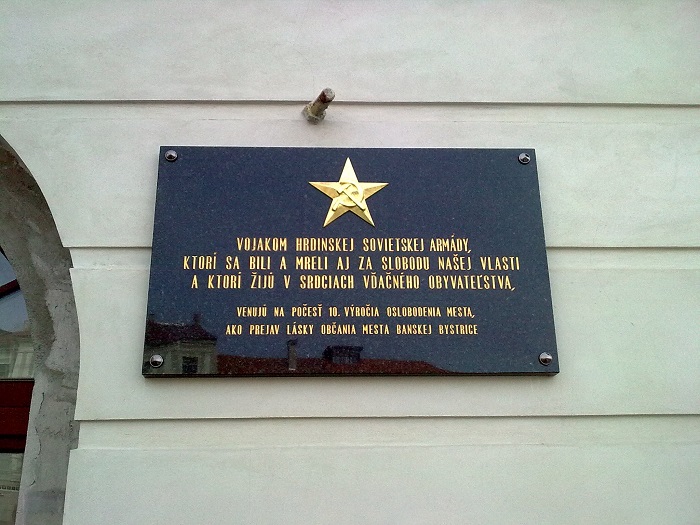 VOJAKOM HRDINSKEJ SOVIETSKEJ ARMÁDY,
KTORÍ SA BILI A MRELI AJ ZA SLOBODU NAŠEJ VLASTI
A KTORÍ ŽIJÚ V SRDCIACH VĎAČNÉHO OBYVATEĽSTVA,
VENUJÚ NA POČESŤ 10. VÝROČIA OSLOBODENIA MESTA,
AKO PREJAV LÁSKY OBČANIA MESTA BANSKEJ BYSTRICE